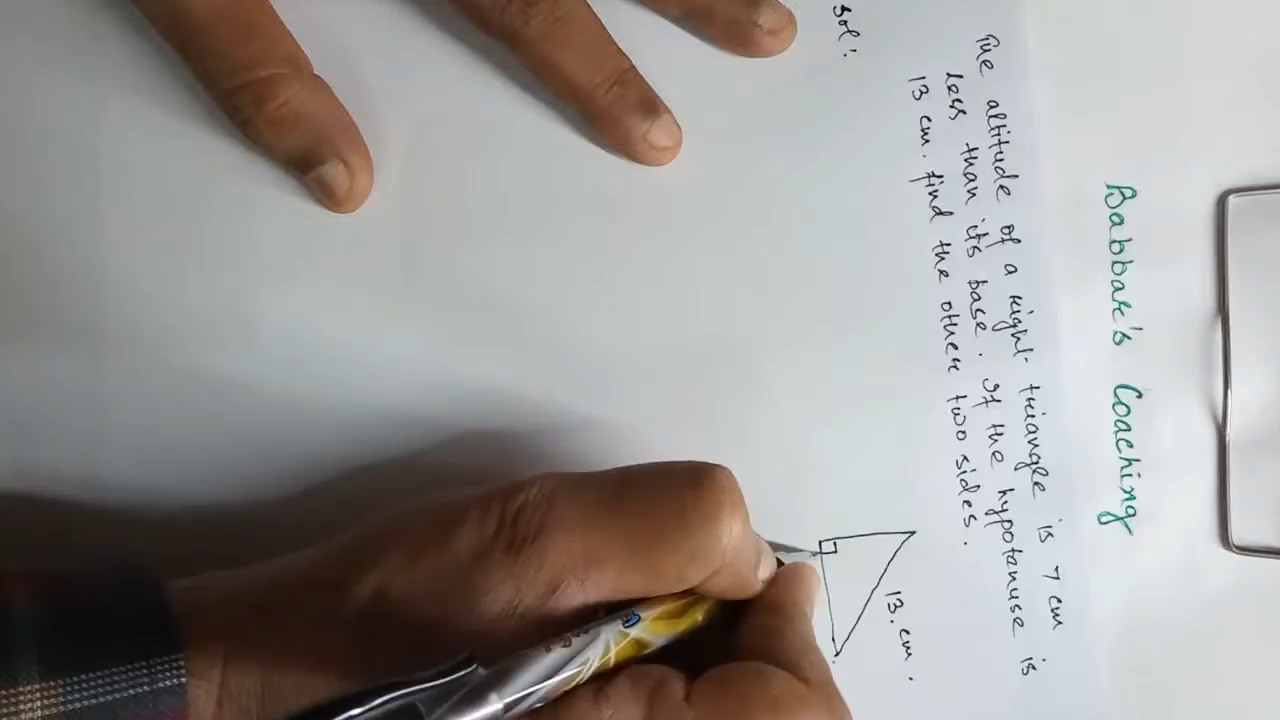 Babbar's Coaching
The altitude of a right triangle is 7 cm
less than its base. If the hypotenuse is
13 cm. find the other two sides.
Sol:
13 cm.